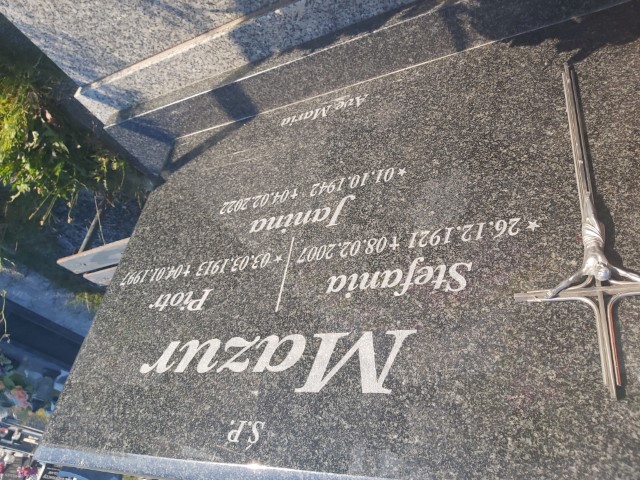 Ś.P.
Mazur
Stefania
★26.12.1921 ✝08.02.2007
Piotr
★03.03.1913 ✝04.01.1997
Janina
★01.10.1942 ✝04.02.2022
Ave Maria